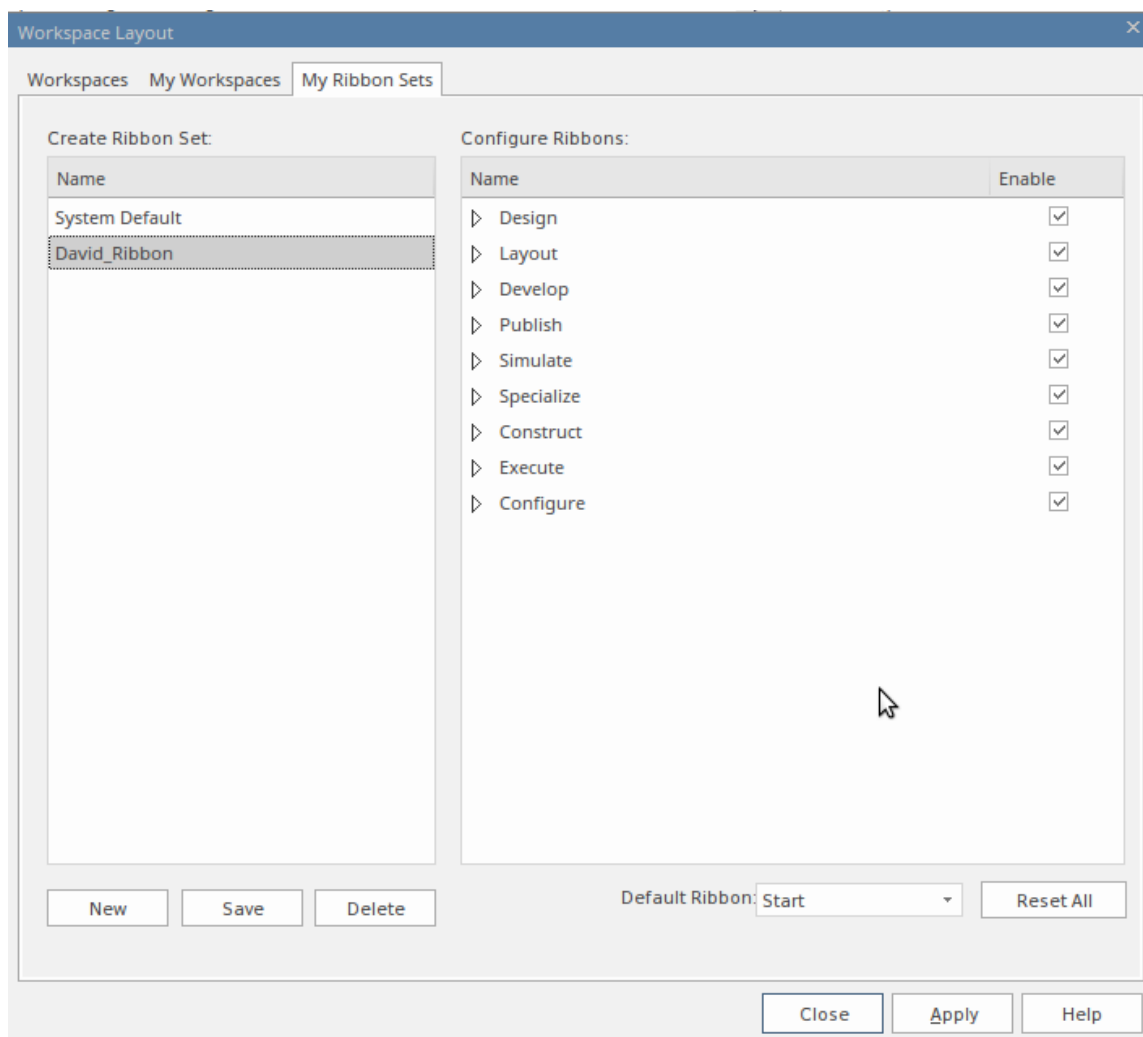 Workspace Layout
Workspaces My Workspaces My Ribbon Sets
Create Ribbon Set:
Name
System Default
David_Ribbon
New Save Delete
Configure Ribbons:
Name Enable
Design
Layout
Develop
Publish
Simulate
Specialize
Construct
Execute
Configure
Default Ribbon: Start Reset All
Close Apply Help